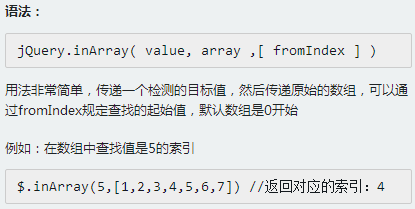 语法：
jQuery.inArray( value, array ,[ fromIndex ] )
用法非常简单，传递一个检测的目标值，然后传递原始的数组，可以通
过fromIndex规定查找的起始值，默认数组是0开始
例如：在数组中查找值是5的索引
$.inArray(5,[1,2,3,4,5,6,7]) //返回对应的索引：4